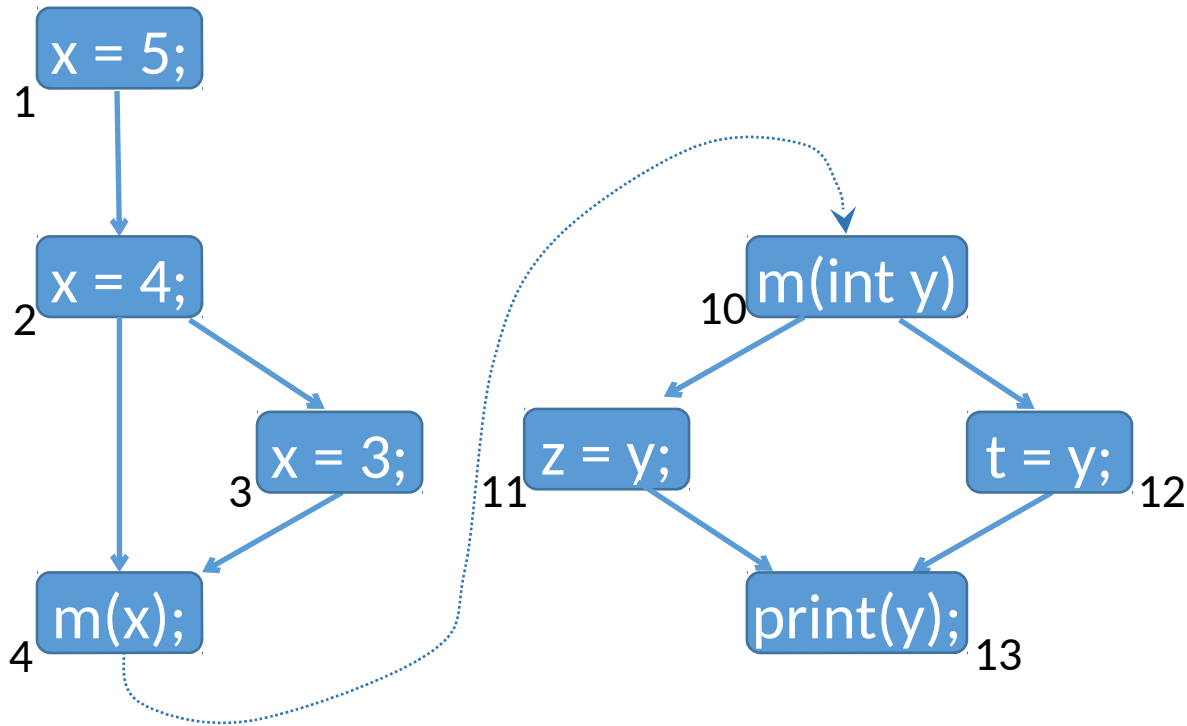 x = 5;
1
x = 4;
2
m(int y)
10
x = 3;
3
z = y;
11
t = y;
12
m(x);
4
print(y);
13